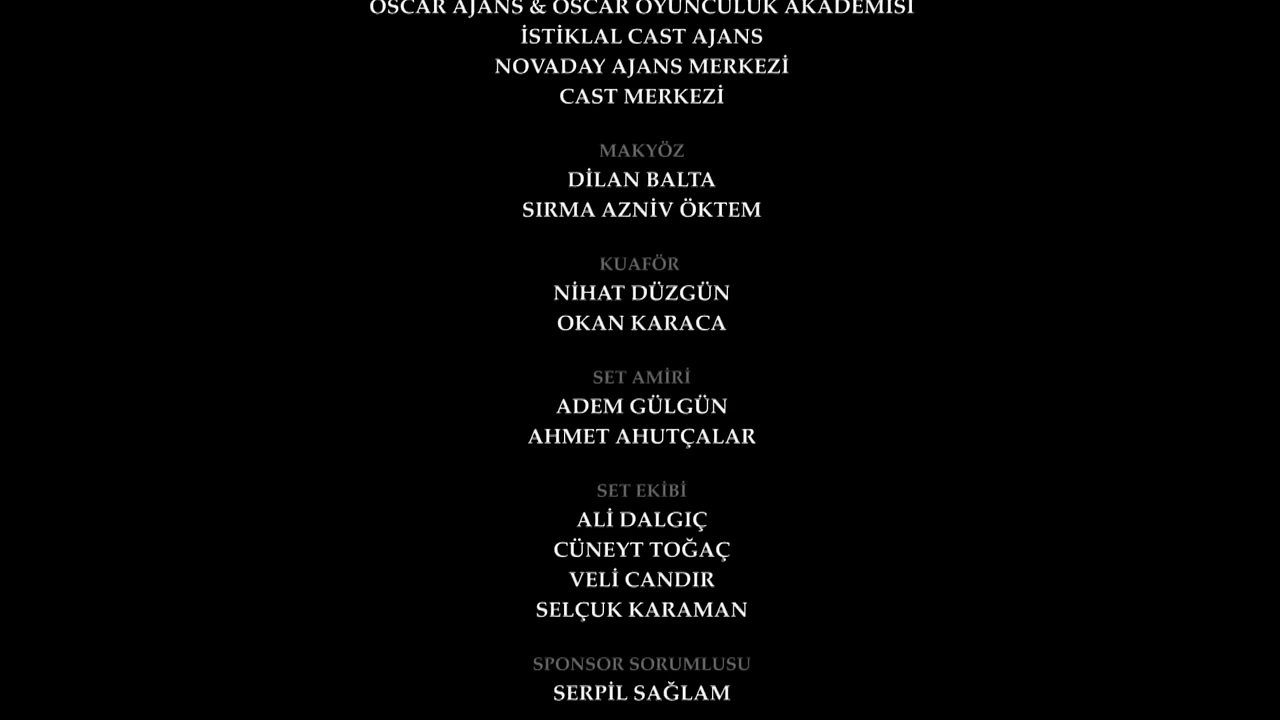 OSCAR AJANS & OSCAR OYUNCULUK AKADEMİSİ
İSTİKLAL CAST AJANS
NOVADAY AJANS MERKEZİ
CAST MERKEZİ
MAKYÖZ
DİLAN BALTA
SIRMA AZNİV ÖKTEM
KUAFÖR
NİHAT DÜZGÜN
OKAN KARACA
SET AMİRİ
ADEM GÜLGÜN
AHMET AHUTÇALAR
SET EKİBİ
ALİ DALGIÇ
CÜNEYT TOĞAÇ
VELİ CANDIR
SELÇUK KARAMAN
SPONSOR SORUMLUSU
SERPİL SAĞLAM